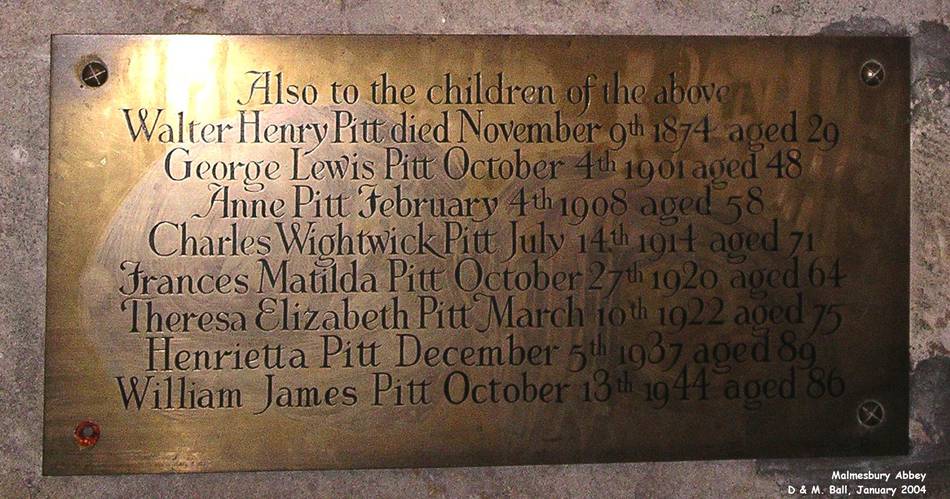 Also to the children of the above
Walter Henry Pitt died November 9th 1874 aged 29
George Lewis Pitt October 4th 1901 aged 48
Anne Pitt February 4th 1908 aged 58
Charles Wightwick Pitt July 14th 1914 aged 71
Frances Matilda Pitt October 27th 1920 aged 64
Theresa Elizabeth Pitt March 10th 1922 aged 75
Henrietta Pitt December 5th 1937 aged 89
William James Pitt October 13th 1944 aged 86
Malmesbury Abbey
D & M. Ball, January 2004